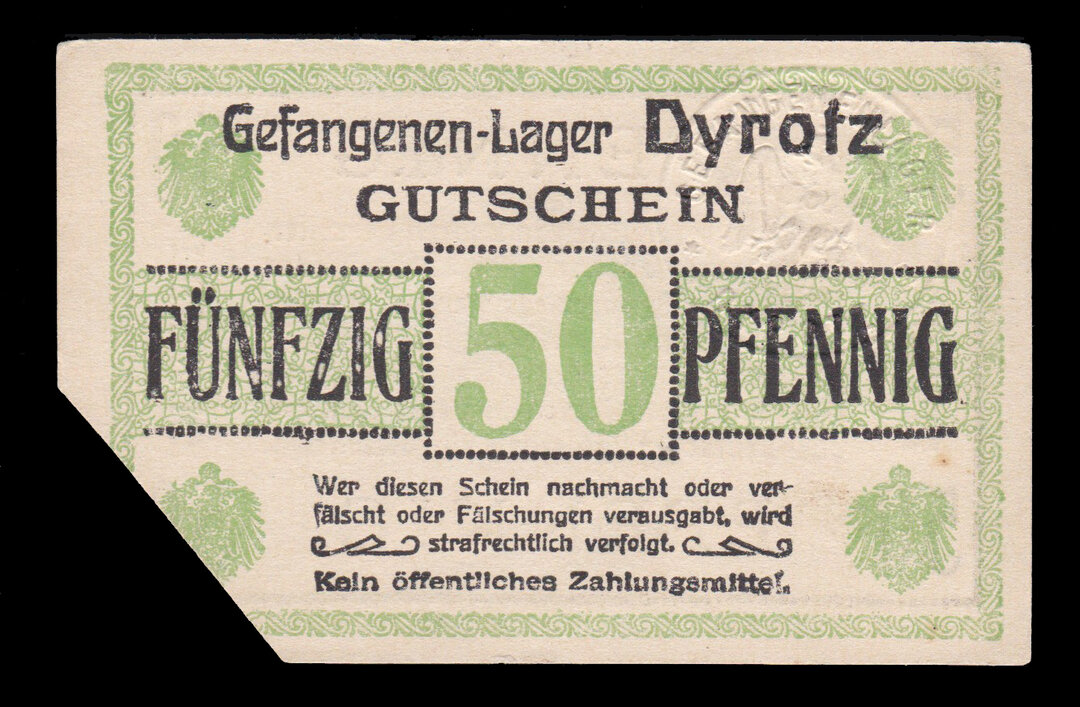 Gefangenen-Lager Dyrotz
GUTSCHEIN
FÜNFZIG 50 PFENNIG
Wer diesen Schein nachmacht oder ver-
fälscht oder Fälschungen verausgabt, wird
strafrechtlich verfolgt.
Kein öffentliches Zahlungsmittel.